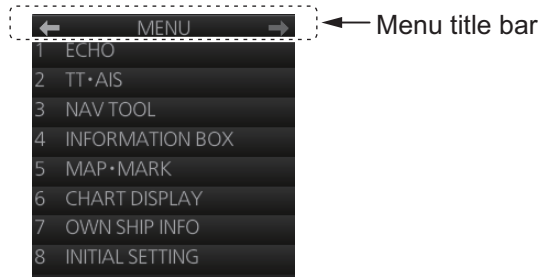 MENU
Menu title bar
1 ECHO
2 TT•AIS
3 NAV TOOL
4 INFORMATION BOX
5 MAP•MARK
6 CHART DISPLAY
7 OWN SHIP INFO
8 INITIAL SETTING